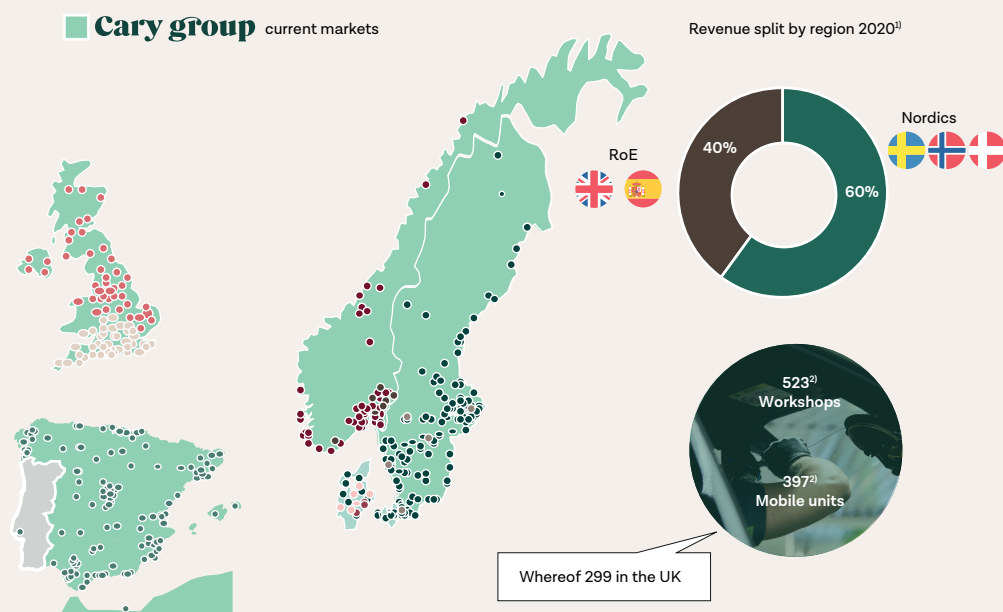 Cary group current markets
Revenue split by region 2020¹⁾
Nordics
RoE
40%
60%
523²⁾
Workshops
397²⁾
Mobile units
Whereof 299 in the UK